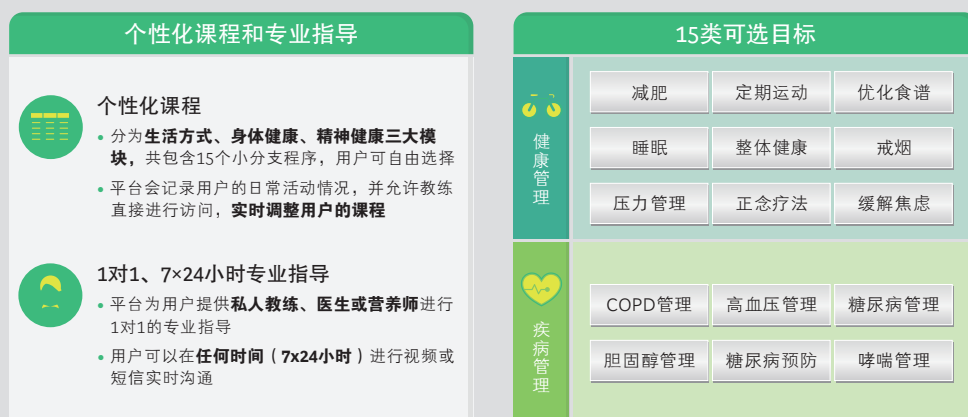 个性化课程和专业指导
个性化课程
• 分为生活方式、身体健康、精神健康三大模
块，共包含15个小分支程序，用户可自由选择
• 平台会记录用户的日常活动情况，并允许教练
直接进行访问，实时调整用户的课程
1对1、7×24小时专业指导
• 平台为用户提供私人教练、医生或营养师进行
1对1的专业指导
• 用户可以在任何时间（7x24小时）进行视频或
短信实时沟通
15类可选目标
健康管理
减肥 定期运动 优化食谱
睡眠 整体健康 戒烟
压力管理 正念疗法 缓解焦虑
疾病管理
COPD管理 高血压管理 糖尿病管理
胆固醇管理 糖尿病预防 哮喘管理